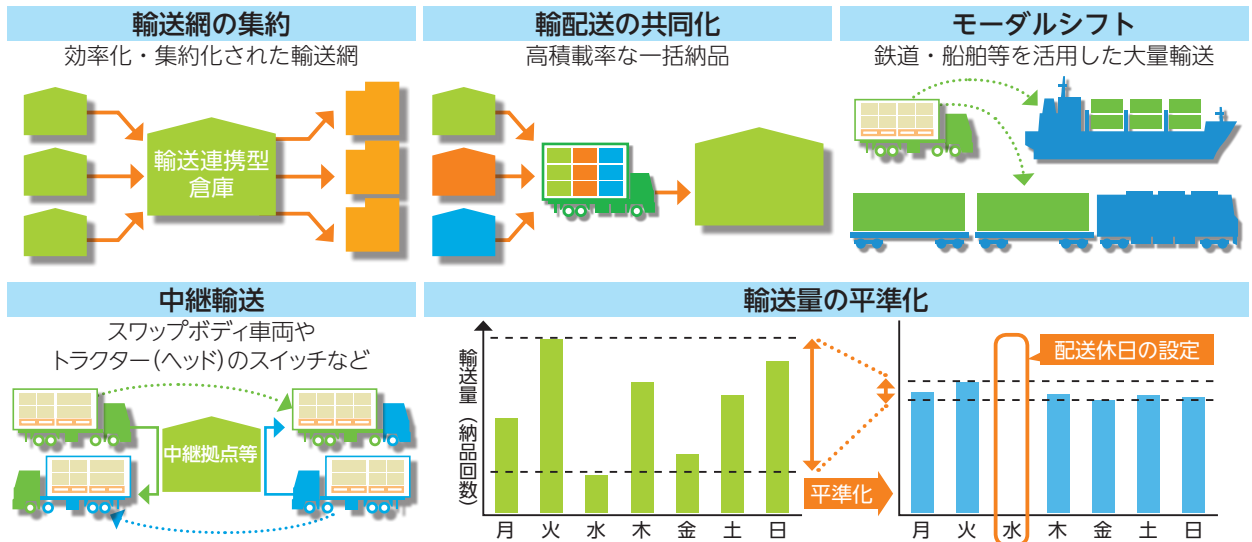 輸送網の集約
効率化・集約化された輸送網
輸送連携型
倉庫
輸配送の共同化
高積載率な一括納品
モーダルシフト
鉄道・船舶等を活用した大量輸送
中継輸送
スワップボディ車両や
トラクター(ヘッド)のスイッチなど
中継拠点等
輸送量の平準化
輸送量(納品回数)
月 火 水 木 金 土 日
平準化
配送休日の設定
月 火 水 木 金 土 日